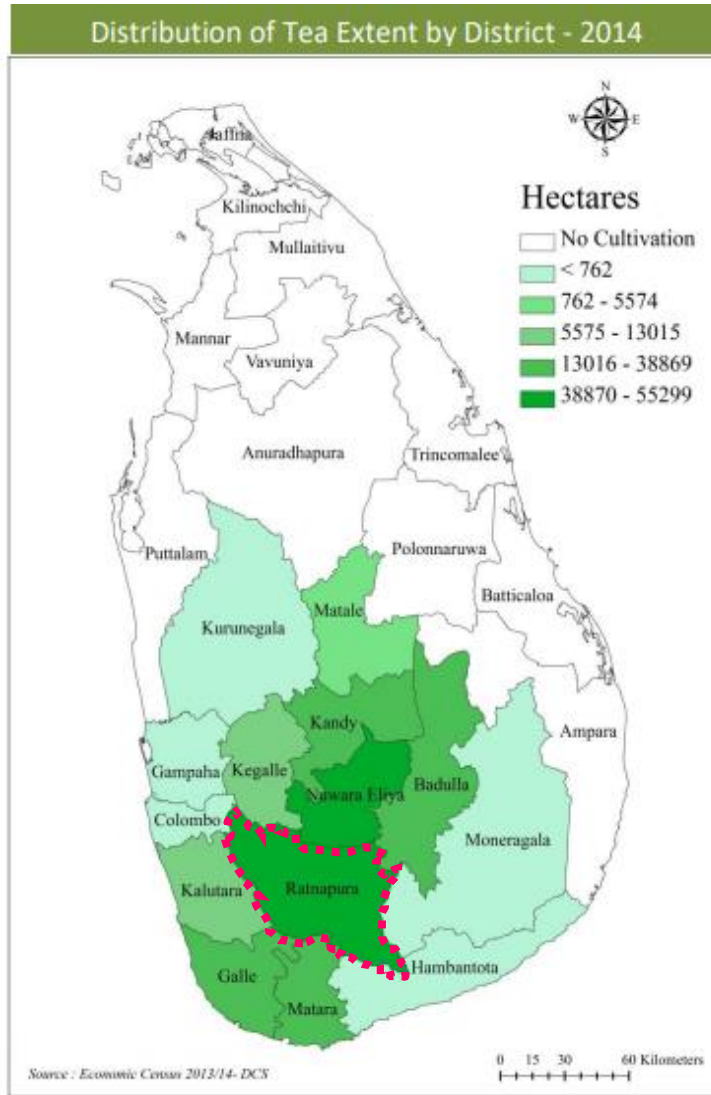 Distribution of Tea Extent by District - 2014
N
W E
S
Jaffna
Hectares
Kilinochchi
No Cultivation
Mullaitivu
< 762
762 - 5574
5575 - 13015
Mannar
13016 - 38869
Vavuniya
38870 - 55299
Anuradhapura
Trincomalee
Puttalam
Polonnaruwa
Batticaloa
Matale
Kurunegala
Kandy
Ampara
Gampaha
Kegalle
Badulla
Nuwara Eliya
Colombo
Moneragala
Kalutara
Ratnapura
Hambantota
Galle
Matara
0 15 30 60 Kilometers
Source : Economic Census 2013/14- DCS